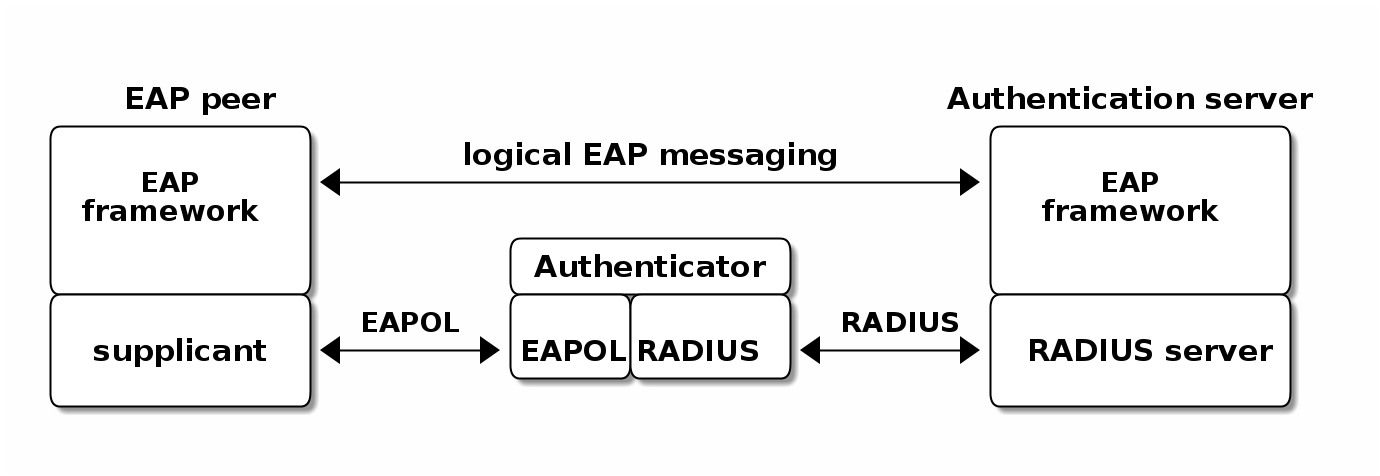 EAP peer
Authentication server
logical EAP messaging
EAP
framework
EAP
framework
Authenticator
EAPOL
RADIUS
supplicant
EAPOL
RADIUS
RADIUS server